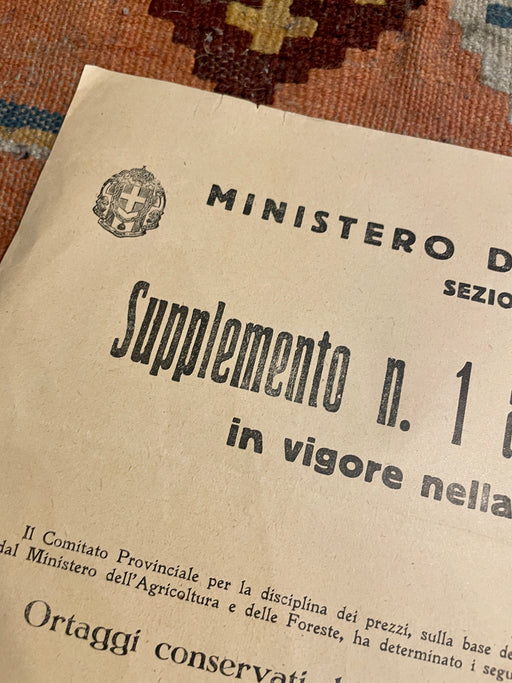 MINISTERO D
SEZIO
Supplemento n. 1
in vigore nella
Il Comitato Provinciale per la disciplina dei prezzi, sulla base de
dal Ministero dell'Agricoltura e delle Foreste, ha determinato i segu
Ortaggi conservati